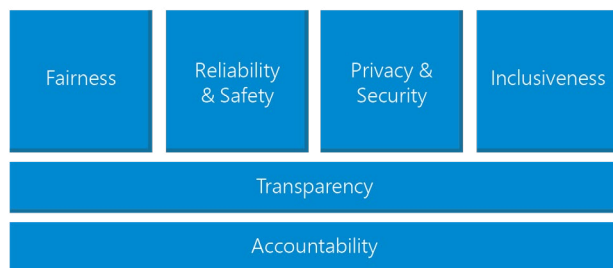 Fairness
Reliability
& Safety
Privacy &
Security
Inclusiveness
Transparency
Accountability